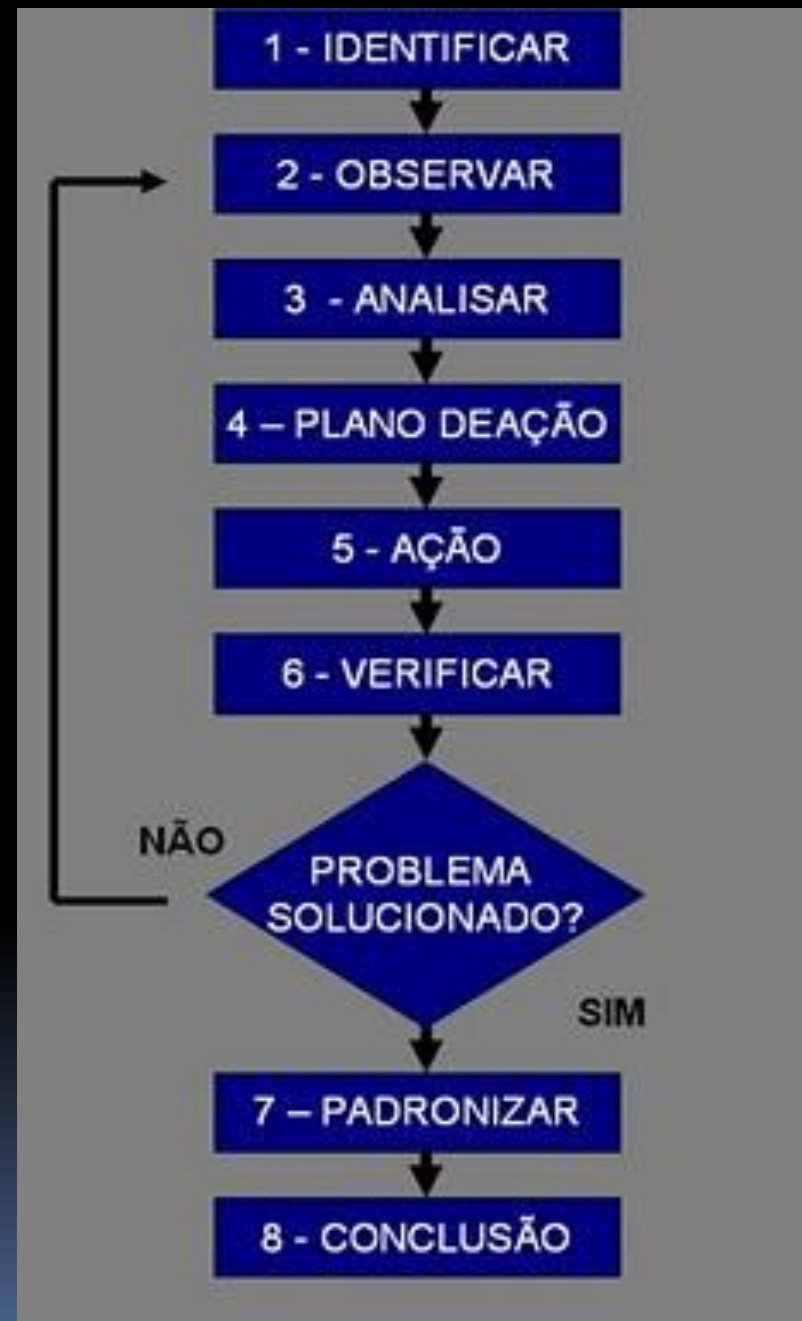 1 - IDENTIFICAR
2 - OBSERVAR
3 - ANALISAR
4 – PLANO DEAÇÃO
5 - AÇÃO
6 - VERIFICAR
NÃO
PROBLEMA
SOLUCIONADO?
SIM
7 – PADRONIZAR
8 - CONCLUSÃO